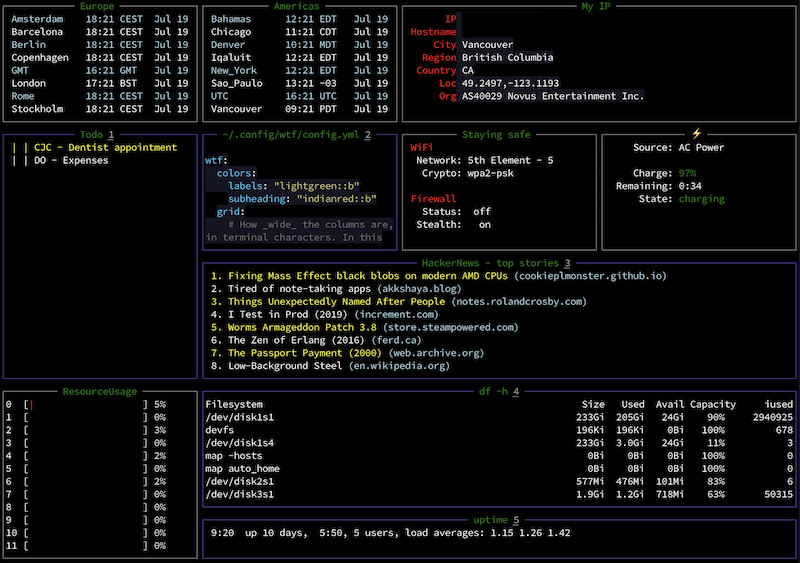 Europe
Amsterdam 18:21 CEST Jul 19
Barcelona 18:21 CEST Jul 19
Berlin 18:21 CEST Jul 19
Copenhagen 18:21 CEST Jul 19
GMT 16:21 GMT Jul 19
London 17:21 BST Jul 19
Rome 18:21 CEST Jul 19
Stockholm 18:21 CEST Jul 19
Americas
Bahamas 12:21 EDT Jul 19
Chicago 11:21 CDT Jul 19
Denver 10:21 MDT Jul 19
Iqaluit 12:21 EDT Jul 19
New_York 12:21 EDT Jul 19
Sao_Paulo 13:21 -03 Jul 19
UTC 16:21 UTC Jul 19
Vancouver 09:21 PDT Jul 19
My IP
IP
Hostname
City Vancouver
Region British Columbia
Country CA
Loc 49.2497,-123.1193
Org AS40029 Novus Entertainment Inc.
Todo 1
| | CJC - Dentist appointment
| | DO - Expenses
~/.config/wtf/config.yml 2
wtf:
colors:
labels: "lightgreen::b"
subheading: "indianred::b"
grid:
# How _wide_ the columns are,
in terminal characters. In this
Staying safe
WiFi
Network: 5th Element - 5
Crypto: wpa2-psk
Firewall
Status: off
Stealth: on
⚡
Source: AC Power
Charge: 97%
Remaining: 0:34
State: charging
HackerNews - top stories 3
1. Fixing Mass Effect black blobs on modern AMD CPUs (cookieplmonster.github.io)
2. Tired of note-taking apps (akkshaya.blog)
3. Things Unexpectedly Named After People (notes.rolandcrosby.com)
4. I Test in Prod (2019) (increment.com)
5. Worms Armageddon Patch 3.8 (store.steampowered.com)
6. The Zen of Erlang (2016) (ferd.ca)
7. The Passport Payment (2000) (web.archive.org)
8. Low-Background Steel (en.wikipedia.org)
ResourceUsage
0 [| ] 5%
1 [ ] 0%
2 [ ] 3%
3 [ ] 0%
4 [ ] 2%
5 [ ] 0%
6 [ ] 2%
7 [ ] 0%
8 [ ] 0%
9 [ ] 0%
10 [ ] 0%
11 [ ] 0%
df -h 4
Filesystem Size Used Avail Capacity iused
/dev/disk1s1 233Gi 205Gi 24Gi 90% 2940925
devfs 196Ki 196Ki 0Bi 100% 678
/dev/disk1s4 233Gi 3.0Gi 24Gi 11% 3
map -hosts 0Bi 0Bi 0Bi 100% 0
map auto_home 0Bi 0Bi 0Bi 100% 0
/dev/disk2s1 577Mi 476Mi 101Mi 83% 6
/dev/disk3s1 1.9Gi 1.2Gi 718Mi 63% 50315
uptime 5
9:20 up 10 days, 5:50, 5 users, load averages: 1.15 1.26 1.42